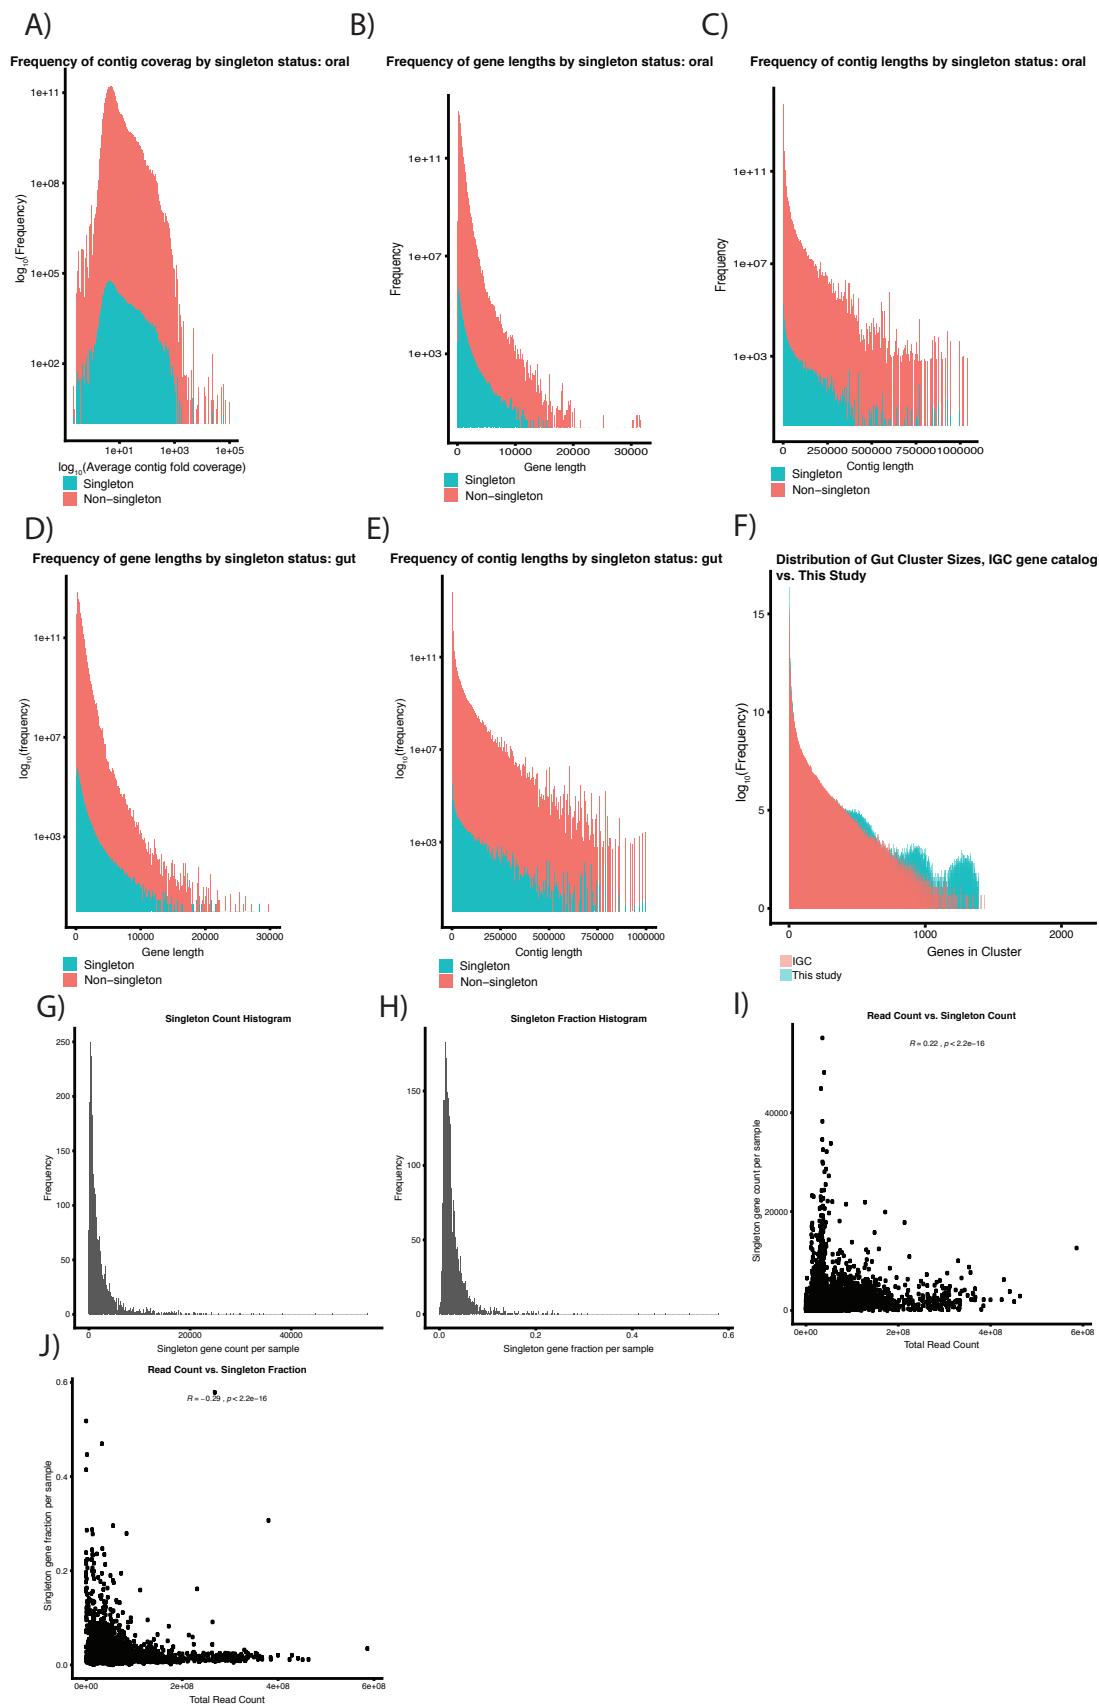 A)
Frequency of contig coverag by singleton status: oral
log10(Frequency)
1e+11
1e+08
1e+05
1e+02
1e+01
1e+03
1e+05
log10(Average contig fold coverage)
Singleton
Non−singleton
B)
Frequency of gene lengths by singleton status: oral
Frequency
1e+11
1e+07
1e+03
0
10000
20000
30000
Gene length
Singleton
Non−singleton
C)
Frequency of contig lengths by singleton status: oral
Frequency
1e+11
1e+07
1e+03
0
250000
500000
750000
1000000
Contig length
Singleton
Non−singleton
D)
Frequency of gene lengths by singleton status: gut
log10(frequency)
1e+11
1e+07
1e+03
0
10000
20000
30000
Gene length
Singleton
Non−singleton
E)
Frequency of contig lengths by singleton status: gut
log10(frequency)
1e+11
1e+07
1e+03
0
250000
500000
750000
1000000
Contig length
Singleton
Non−singleton
F)
Distribution of Gut Cluster Sizes, IGC gene catalog
vs. This Study
log10(Frequency)
15
10
5
0
0
1000
2000
Genes in Cluster
IGC
This study
G)
Singleton Count Histogram
Frequency
250
200
150
100
50
0
0
20000
40000
Singleton gene count per sample
H)
Singleton Fraction Histogram
Frequency
150
100
50
0
0.0
0.2
0.4
0.6
Singleton gene fraction per sample
I)
Read Count vs. Singleton Count
R = 0.22 , p < 2.2e−16
Singleton gene count per sample
40000
20000
0
0e+00
2e+08
4e+08
6e+08
Total Read Count
J)
Read Count vs. Singleton Fraction
R = −0.29 , p < 2.2e−16
Singleton gene fraction per sample
0.6
0.4
0.2
0.0
0e+00
2e+08
4e+08
6e+08
Total Read Count